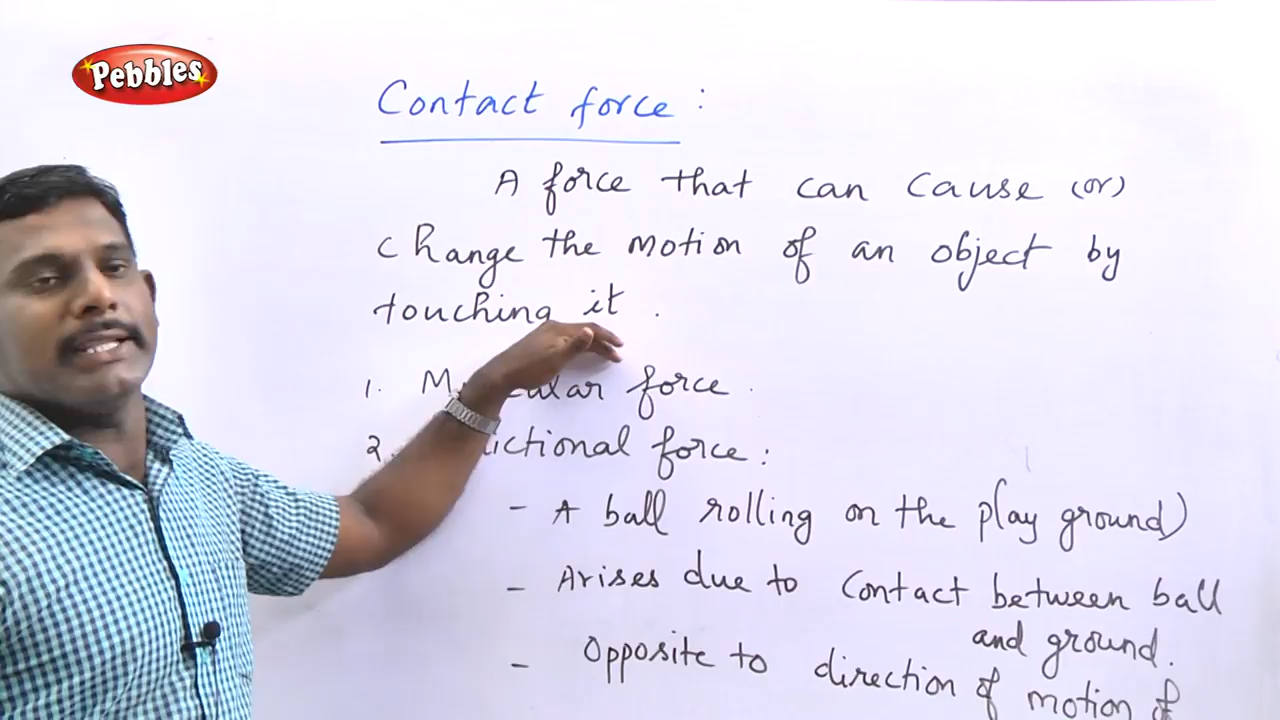 Pebbles
Contact force :
A force that can cause (or)
change the motion of an object by
touching it .
1. force .
2. force :
- A ball rolling on the play ground)
- Arises due to contact between ball
and ground.
- Opposite to direction of motion of